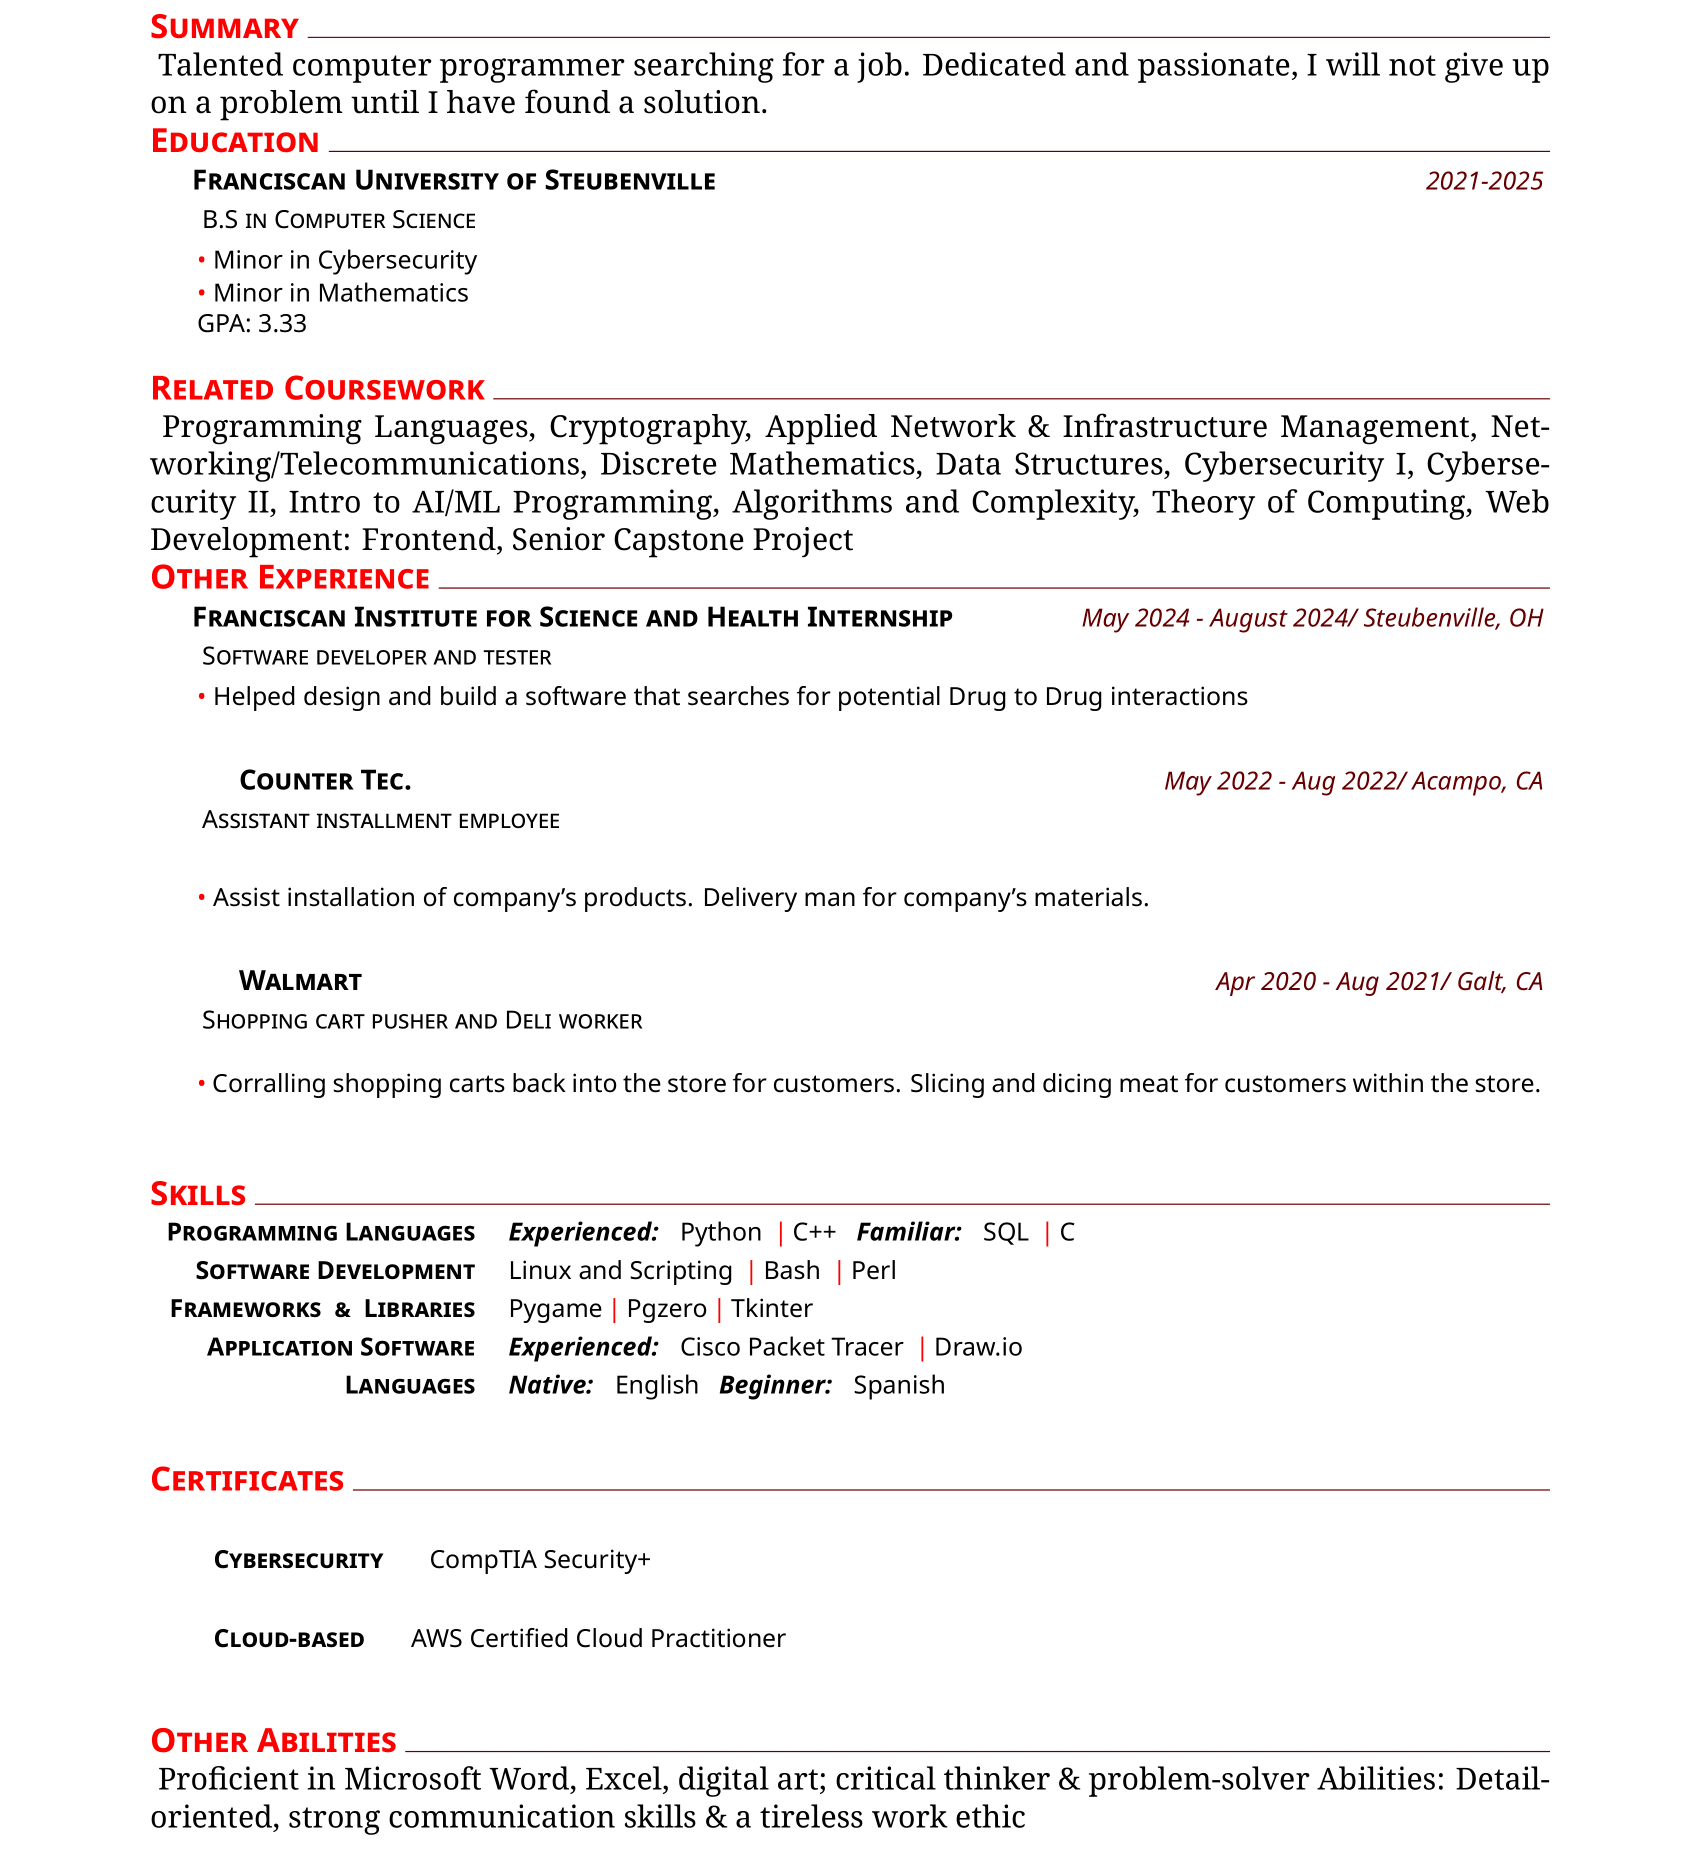 Summary
Talented computer programmer searching for a job. Dedicated and passionate, I will not give up
on a problem until I have found a solution.
Education
Franciscan University of Steubenville 2021-2025
B.S in Computer Science
• Minor in Cybersecurity
• Minor in Mathematics
GPA: 3.33
Related Coursework
Programming Languages, Cryptography, Applied Network & Infrastructure Management, Net-
working/Telecommunications, Discrete Mathematics, Data Structures, Cybersecurity I, Cyberse-
curity II, Intro to AI/ML Programming, Algorithms and Complexity, Theory of Computing, Web
Development: Frontend, Senior Capstone Project
Other Experience
Franciscan Institute for Science and Health Internship May 2024 - August 2024/ Steubenville, OH
Software developer and tester
• Helped design and build a software that searches for potential Drug to Drug interactions
Counter Tec. May 2022 - Aug 2022/ Acampo, CA
Assistant installment employee
• Assist installation of company’s products. Delivery man for company’s materials.
Walmart Apr 2020 - Aug 2021/ Galt, CA
Shopping cart pusher and Deli worker
• Corralling shopping carts back into the store for customers. Slicing and dicing meat for customers within the store.
Skills
Programming Languages Experienced: Python | C++ Familiar: SQL | C
Software Development Linux and Scripting | Bash | Perl
Frameworks & Libraries Pygame | Pgzero | Tkinter
Application Software Experienced: Cisco Packet Tracer | Draw.io
Languages Native: English Beginner: Spanish
Certificates
Cybersecurity CompTIA Security+
Cloud-based AWS Certified Cloud Practitioner
Other Abilities
Proficient in Microsoft Word, Excel, digital art; critical thinker & problem-solver Abilities: Detail-
oriented, strong communication skills & a tireless work ethic